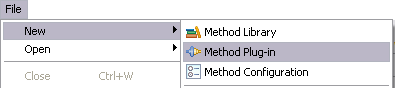 File
New
Method Library
Open
Method Plug-in
Close Ctrl+W
Method Configuration